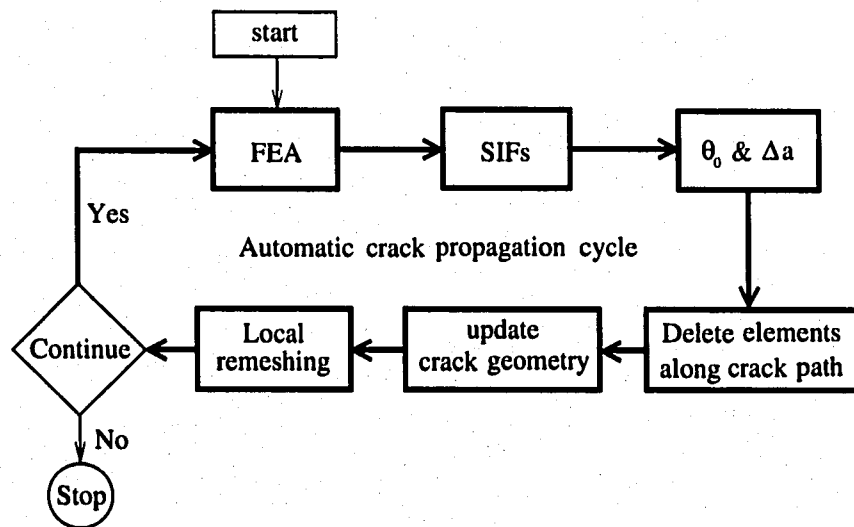 start
FEA
SIFs
θ₀ & Δa
Yes
Automatic crack propagation cycle
Continue
Local
remeshing
update
crack geometry
Delete elements
along crack path
No
Stop